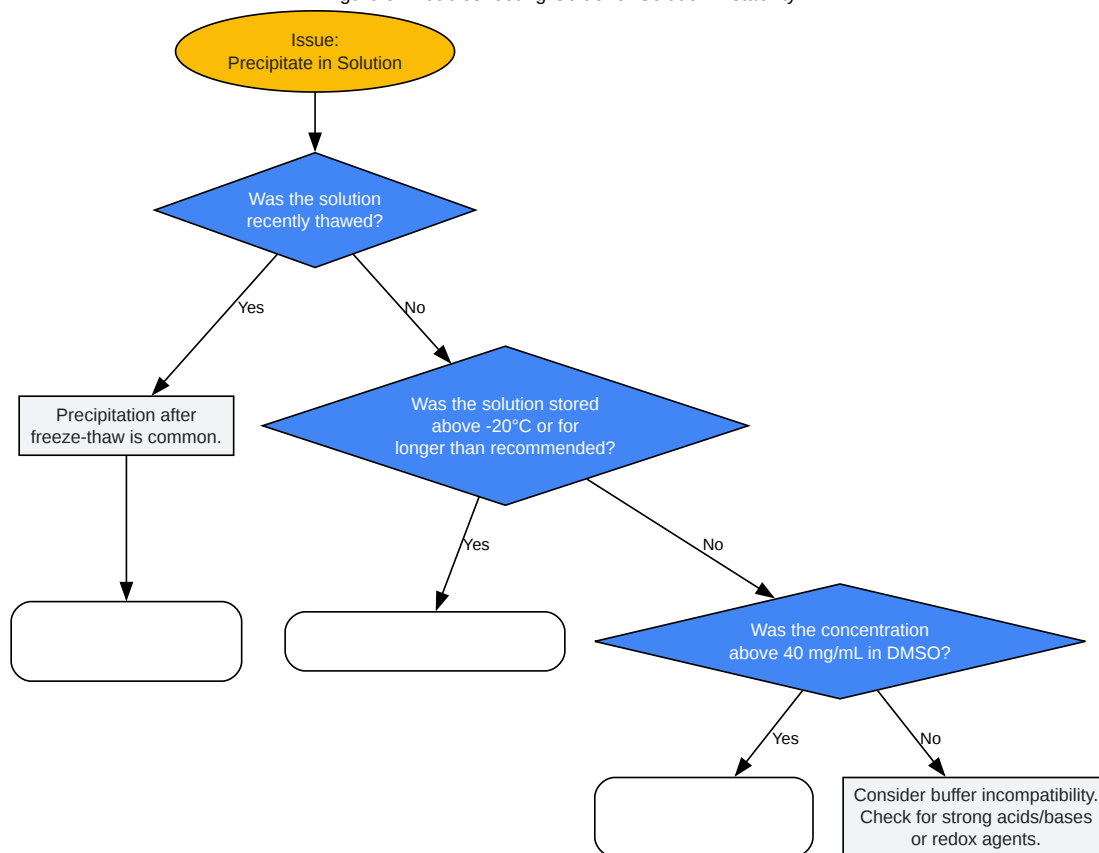 Issue:
Precipitate in Solution
Was the solution
recently thawed?
Yes
No
Precipitation after
freeze-thaw is common.
Was the solution stored
above -20°C or for
longer than recommended?
Yes
No
Was the concentration
above 40 mg/mL in DMSO?
Yes
No
Consider buffer incompatibility.
Check for strong acids/bases
or redox agents.